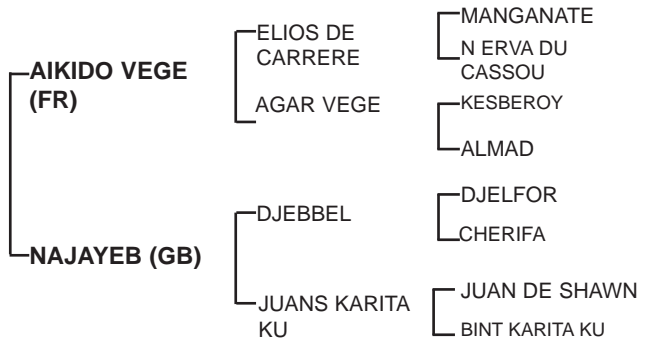 AIKIDO VEGE
(FR)
NAJAYEB (GB)
ELIOS DE
CARRERE
AGAR VEGE
DJEBBEL
JUANS KARITA
KU
MANGANATE
N ERVA DU
CASSOU
KESBEROY
ALMAD
DJELFOR
CHERIFA
JUAN DE SHAWN
BINT KARITA KU